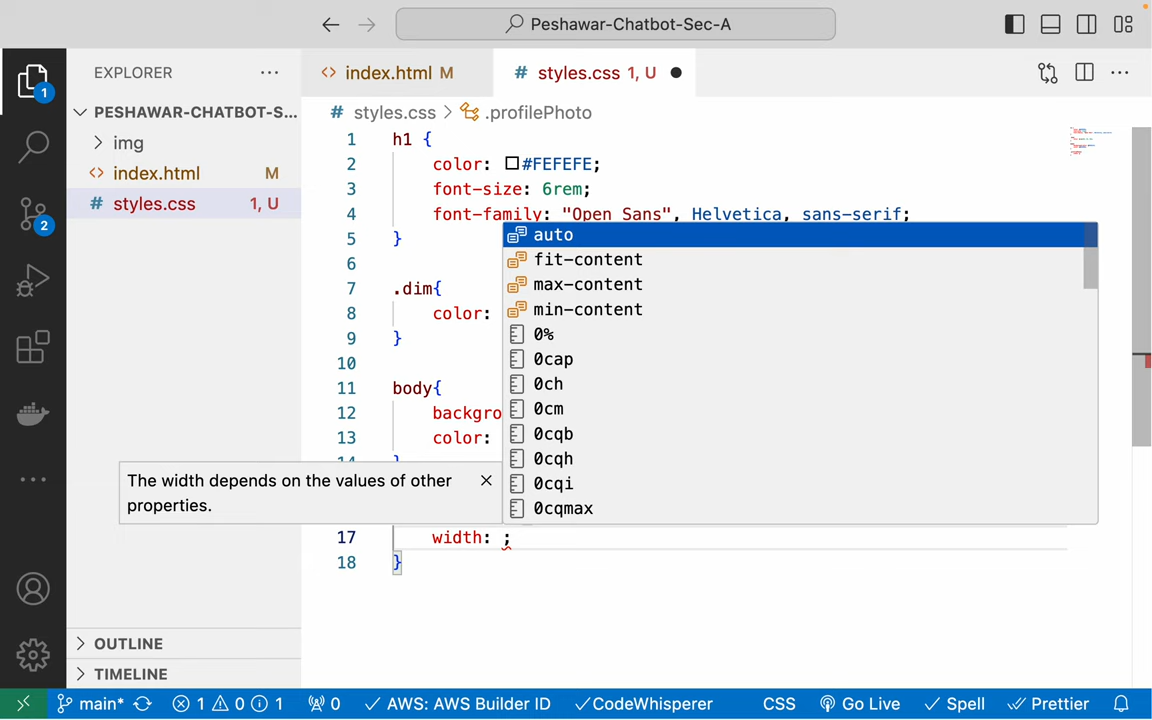 Peshawar-Chatbot-Sec-A
EXPLORER
index.html M
styles.css 1, U
PESHAWAR-CHATBOT-S...
img
index.html M
styles.css 1, U
styles.css > .profilePhoto
1 h1 {
2 color: #FEFEFE;
3 font-size: 6rem;
4 font-family: "Open Sans", Helvetica, sans-serif;
5 }
6
7 .dim{
8 color:
9 }
10
11 body{
12 backgro
13 color:
14 }
17 width: ;
18 }
auto
fit-content
max-content
min-content
0%
0cap
0ch
0cm
0cqb
0cqh
0cqi
0cqmax
The width depends on the values of other
properties.
1
2
OUTLINE
TIMELINE
main* 1 0 1 0 AWS: AWS Builder ID CodeWhisperer CSS Go Live Spell Prettier